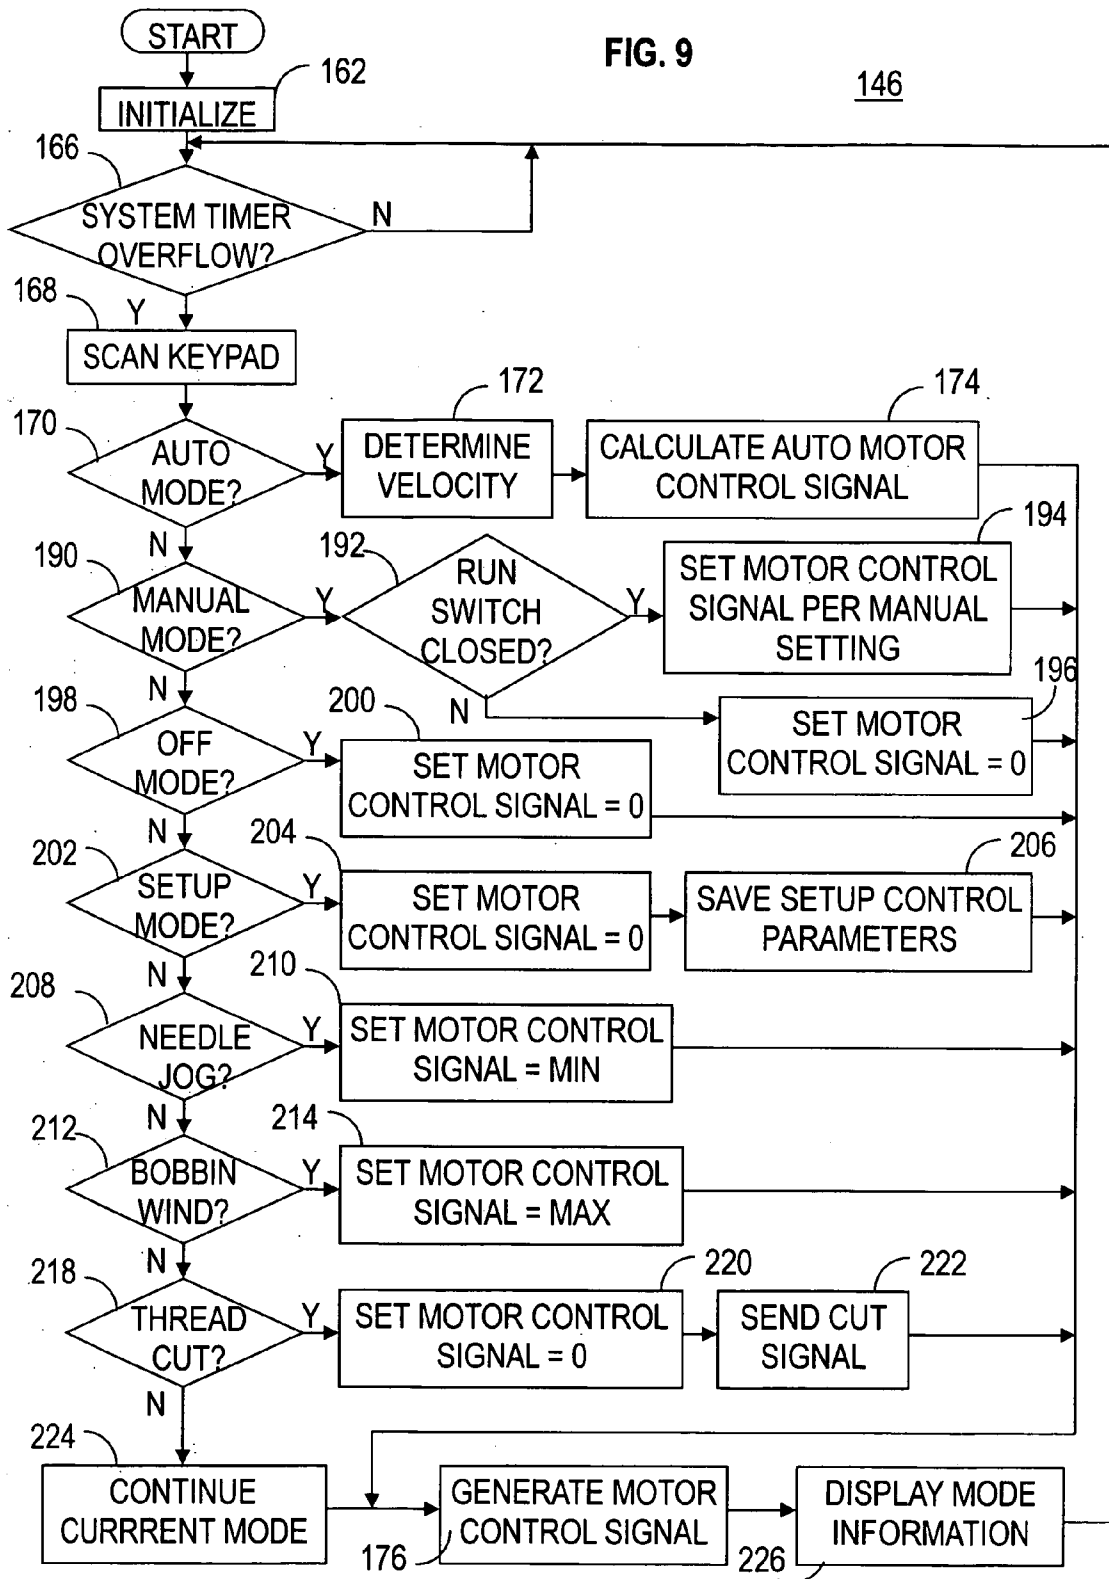 START
FIG. 9
162
146
INITIALIZE
166
SYSTEM TIMER
OVERFLOW?
N
168
Y
SCAN KEYPAD
172
174
170
AUTO
MODE?
Y
DETERMINE
VELOCITY
CALCULATE AUTO MOTOR
CONTROL SIGNAL
N
190
MANUAL
MODE?
Y
192
RUN
SWITCH
CLOSED?
Y
194
SET MOTOR CONTROL
SIGNAL PER MANUAL
SETTING
N
N
196
SET MOTOR
CONTROL SIGNAL = 0
198
OFF
MODE?
Y
200
SET MOTOR
CONTROL SIGNAL = 0
N
202
SETUP
MODE?
Y
204
SET MOTOR
CONTROL SIGNAL = 0
206
SAVE SETUP CONTROL
PARAMETERS
N
208
NEEDLE
JOG?
Y
210
SET MOTOR CONTROL
SIGNAL = MIN
N
212
BOBBIN
WIND?
Y
214
SET MOTOR CONTROL
SIGNAL = MAX
N
218
THREAD
CUT?
Y
220
SET MOTOR CONTROL
SIGNAL = 0
222
SEND CUT
SIGNAL
N
224
CONTINUE
CURRRENT MODE
GENERATE MOTOR
CONTROL SIGNAL
176
DISPLAY MODE
INFORMATION
226